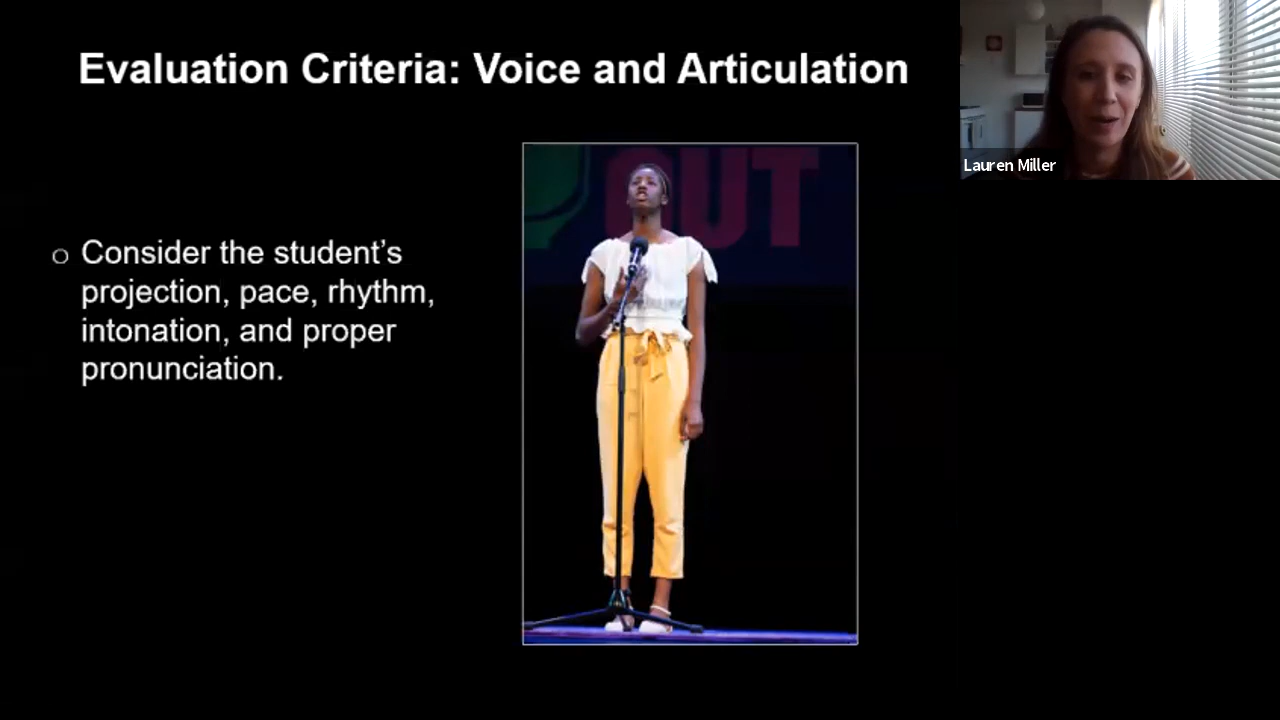 Evaluation Criteria: Voice and Articulation
Lauren Miller
OUT
o Consider the student’s
projection, pace, rhythm,
intonation, and proper
pronunciation.